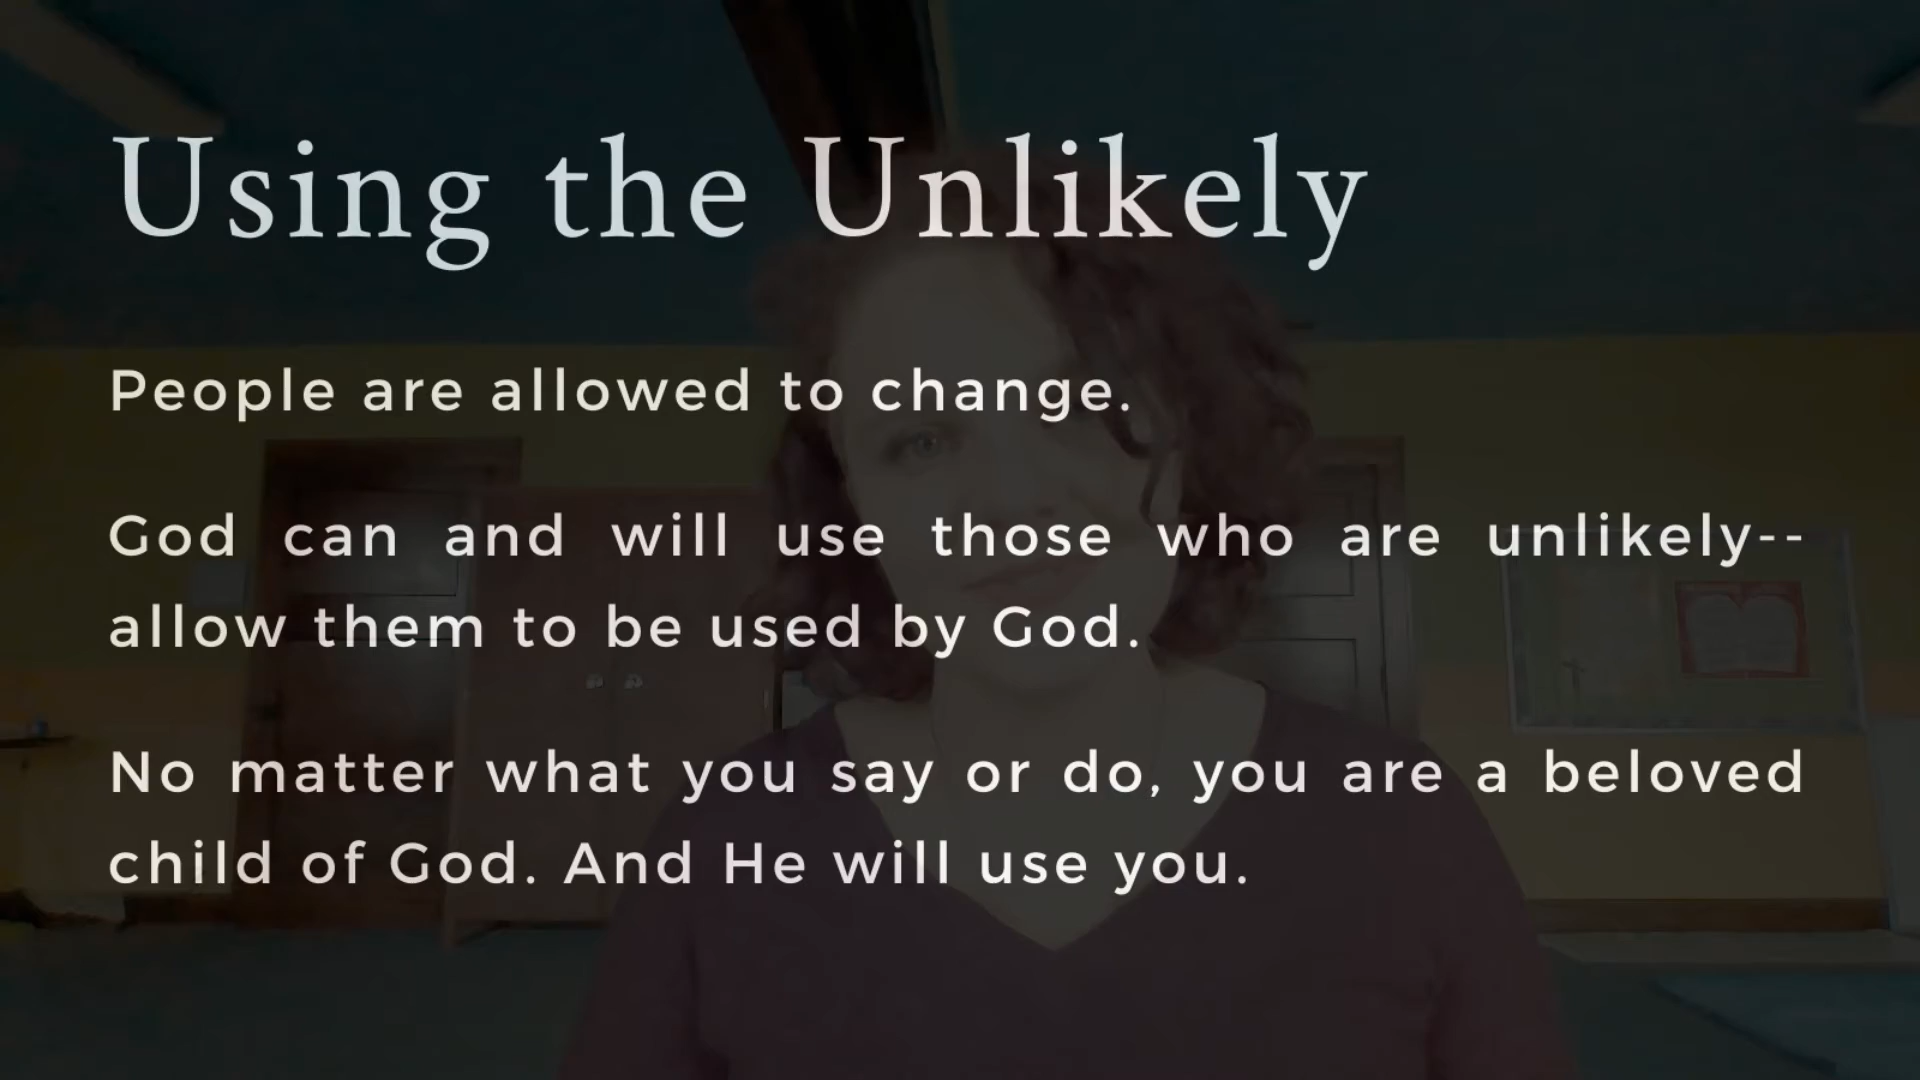 Using the Unlikely
People are allowed to change.
God can and will use those who are unlikely--
allow them to be used by God.
No matter what you say or do, you are a beloved
child of God. And He will use you.